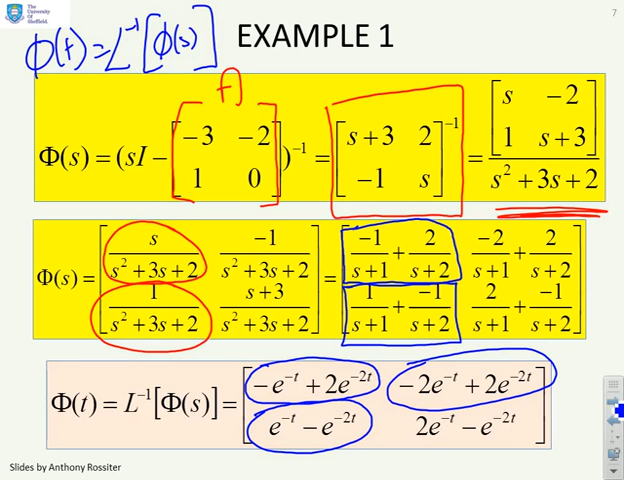 The University Of Sheffield.
7
ϕ(t)=L⁻¹[ϕ(s)]
EXAMPLE 1
A
Φ(s) = (sI − [−3 −2; 1 0])⁻¹ = [s+3 2; −1 s]⁻¹ = [s −2; 1 s+3] / (s² + 3s + 2)
Φ(s) = [s/(s² + 3s + 2) −1/(s² + 3s + 2); 1/(s² + 3s + 2) (s+3)/(s² + 3s + 2)] = [−1/(s+1) + 2/(s+2) −2/(s+1) + 2/(s+2); 1/(s+1) + −1/(s+2) 2/(s+1) + −1/(s+2)]
Φ(t) = L⁻¹[Φ(s)] = [−e⁻ᵗ + 2e⁻²ᵗ −2e⁻ᵗ + 2e⁻²ᵗ; e⁻ᵗ − e⁻²ᵗ 2e⁻ᵗ − e⁻²ᵗ]
Slides by Anthony Rossiter